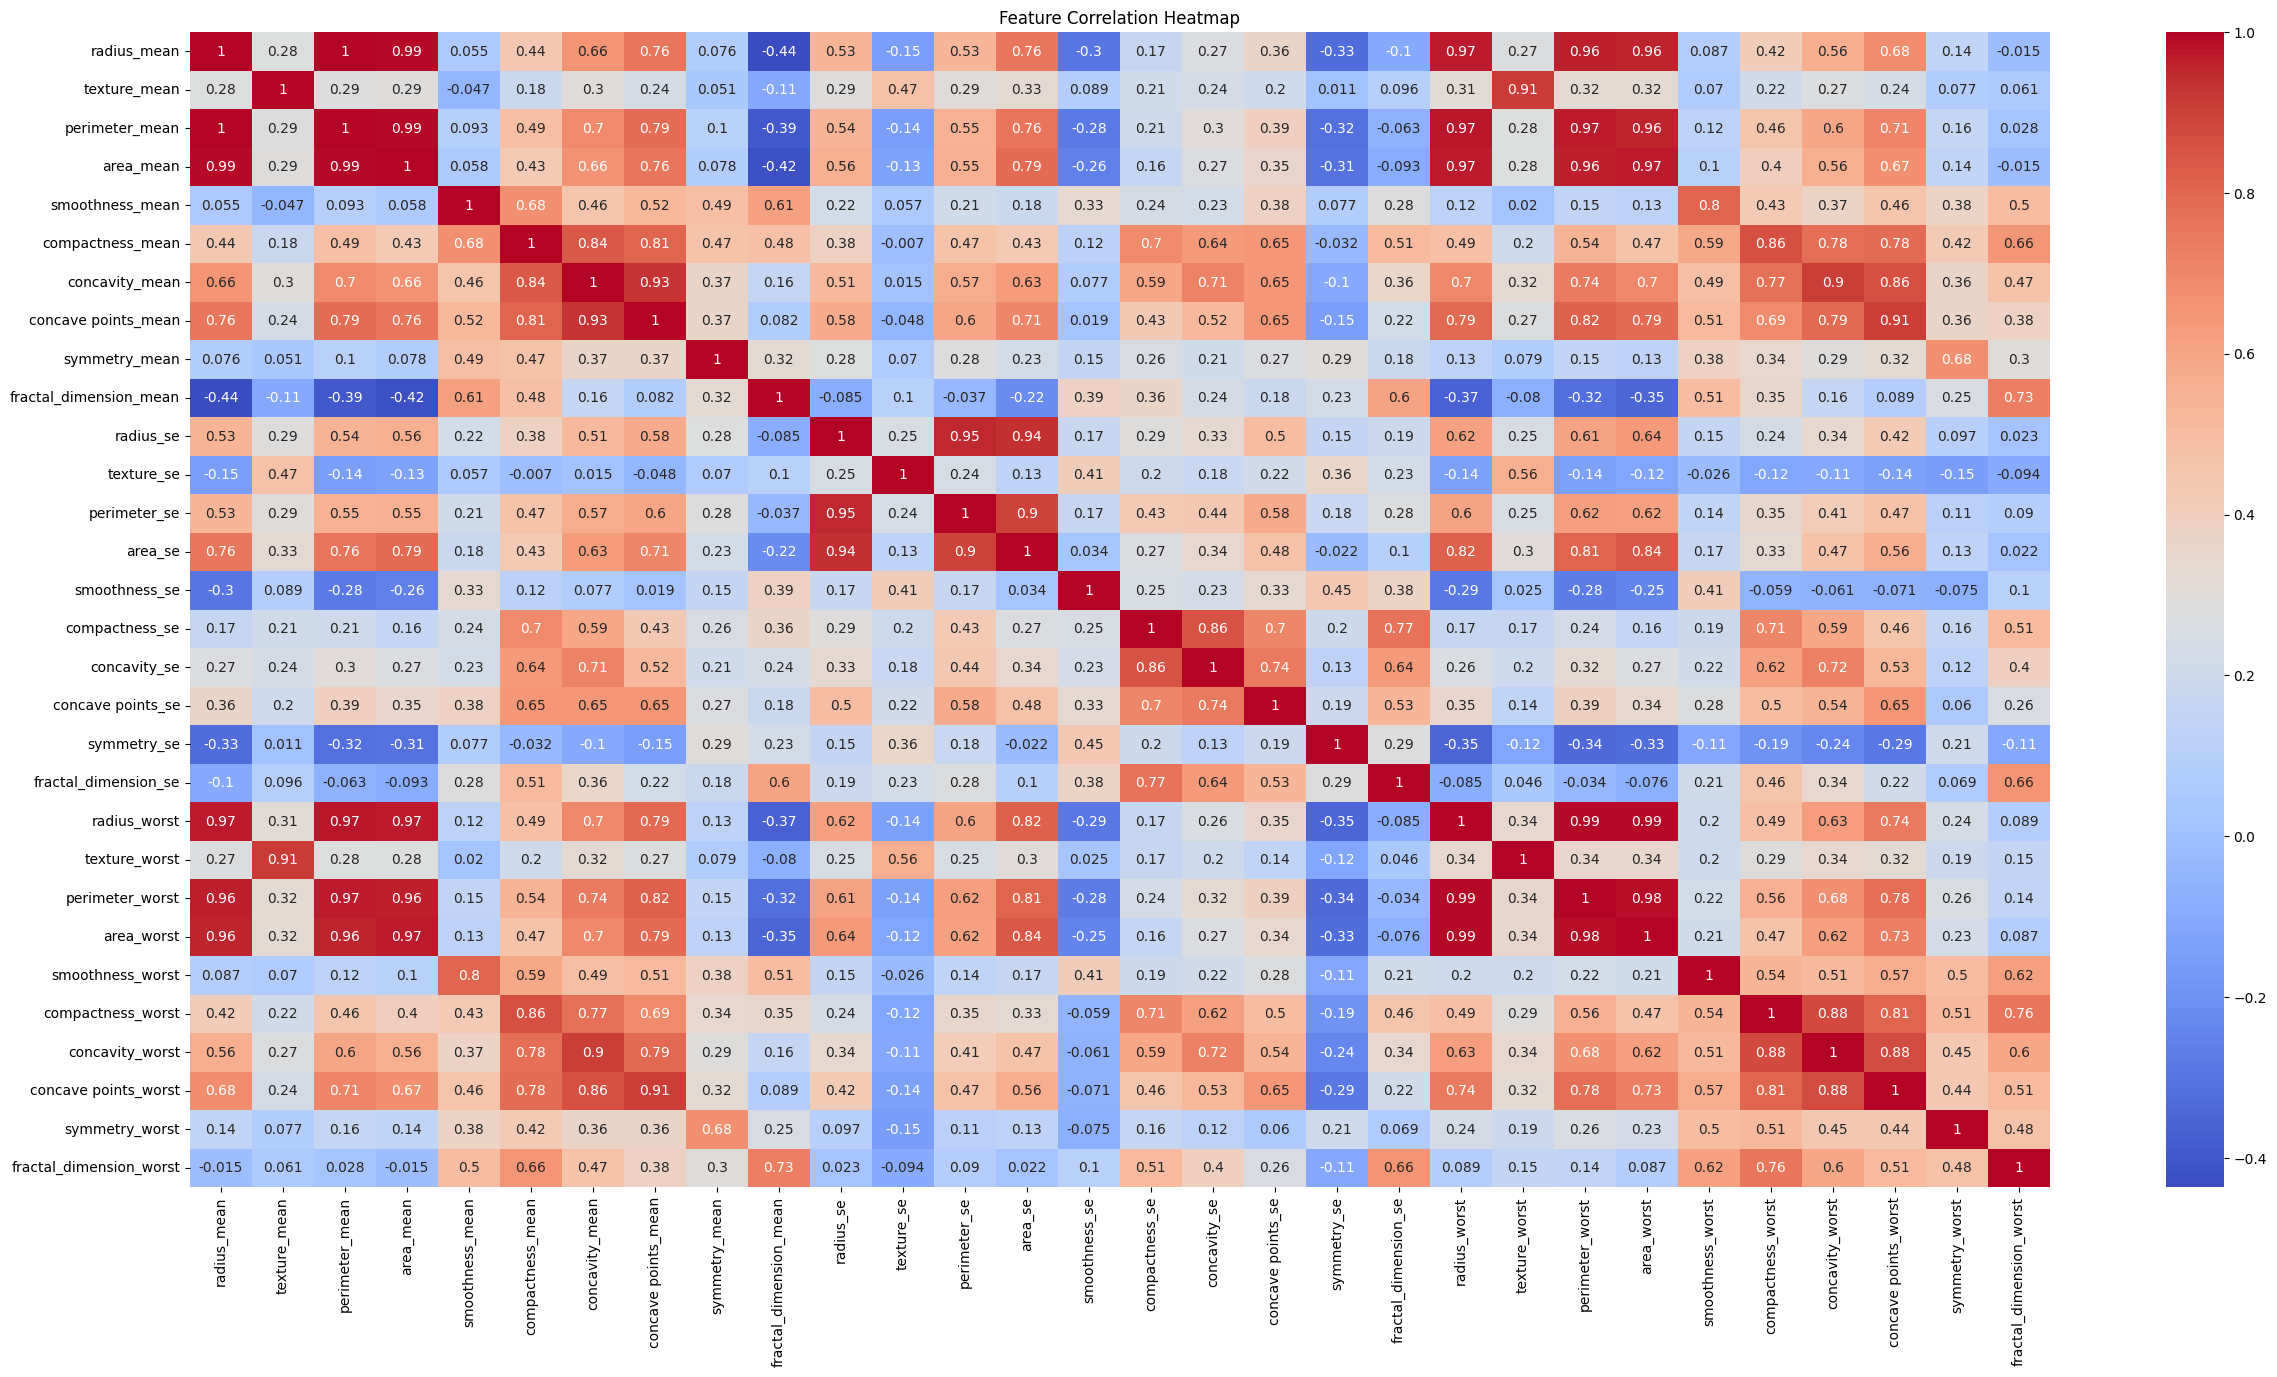 Feature Correlation Heatmap
radius_mean 1 0.28 1 0.99 0.055 0.44 0.66 0.76 0.076 -0.44 0.53 -0.15 0.53 0.76 -0.3 0.17 0.27 0.36 -0.33 -0.1 0.97 0.27 0.96 0.96 0.087 0.42 0.56 0.68 0.14 -0.015
texture_mean 0.28 1 0.29 0.29 -0.047 0.18 0.3 0.24 0.051 -0.11 0.29 0.47 0.29 0.33 0.089 0.21 0.24 0.2 0.011 0.096 0.31 0.91 0.32 0.32 0.07 0.22 0.27 0.24 0.077 0.061
perimeter_mean 1 0.29 1 0.99 0.093 0.49 0.7 0.79 0.1 -0.39 0.54 -0.14 0.55 0.76 -0.28 0.21 0.3 0.39 -0.32 -0.063 0.97 0.28 0.97 0.96 0.12 0.46 0.6 0.71 0.16 0.028
area_mean 0.99 0.29 0.99 1 0.058 0.43 0.66 0.76 0.078 -0.42 0.56 -0.13 0.55 0.79 -0.26 0.16 0.27 0.35 -0.31 -0.093 0.97 0.28 0.96 0.97 0.1 0.4 0.56 0.67 0.14 -0.015
smoothness_mean 0.055 -0.047 0.093 0.058 1 0.68 0.46 0.52 0.49 0.61 0.22 0.057 0.21 0.18 0.33 0.24 0.23 0.38 0.077 0.28 0.12 0.02 0.15 0.13 0.8 0.43 0.37 0.46 0.38 0.5
compactness_mean 0.44 0.18 0.49 0.43 0.68 1 0.84 0.81 0.47 0.48 0.38 -0.007 0.47 0.43 0.12 0.7 0.64 0.65 -0.032 0.51 0.49 0.2 0.54 0.47 0.59 0.86 0.78 0.78 0.42 0.66
concavity_mean 0.66 0.3 0.7 0.66 0.46 0.84 1 0.93 0.37 0.16 0.51 0.015 0.57 0.63 0.077 0.59 0.71 0.65 -0.1 0.36 0.7 0.32 0.74 0.7 0.49 0.77 0.9 0.86 0.36 0.47
concave points_mean 0.76 0.24 0.79 0.76 0.52 0.81 0.93 1 0.37 0.082 0.58 -0.048 0.6 0.71 0.019 0.43 0.52 0.65 -0.15 0.22 0.79 0.27 0.82 0.79 0.51 0.69 0.79 0.91 0.36 0.38
symmetry_mean 0.076 0.051 0.1 0.078 0.49 0.47 0.37 0.37 1 0.32 0.28 0.07 0.28 0.23 0.15 0.26 0.21 0.27 0.29 0.18 0.13 0.079 0.15 0.13 0.38 0.34 0.29 0.32 0.68 0.3
fractal_dimension_mean -0.44 -0.11 -0.39 -0.42 0.61 0.48 0.16 0.082 0.32 1 -0.085 0.1 -0.037 -0.22 0.39 0.36 0.24 0.18 0.23 0.6 -0.37 -0.08 -0.32 -0.35 0.51 0.35 0.16 0.089 0.25 0.73
radius_se 0.53 0.29 0.54 0.56 0.22 0.38 0.51 0.58 0.28 -0.085 1 0.25 0.95 0.94 0.17 0.29 0.33 0.5 0.15 0.19 0.62 0.25 0.61 0.64 0.15 0.24 0.34 0.42 0.097 0.023
texture_se -0.15 0.47 -0.14 -0.13 0.057 -0.007 0.015 -0.048 0.07 0.1 0.25 1 0.24 0.13 0.41 0.2 0.18 0.22 0.36 0.23 -0.14 0.56 -0.14 -0.12 -0.026 -0.12 -0.11 -0.14 -0.15 -0.094
perimeter_se 0.53 0.29 0.55 0.55 0.21 0.47 0.57 0.6 0.28 -0.037 0.95 0.24 1 0.9 0.17 0.43 0.44 0.58 0.18 0.28 0.6 0.25 0.62 0.62 0.14 0.35 0.41 0.47 0.11 0.09
area_se 0.76 0.33 0.76 0.79 0.18 0.43 0.63 0.71 0.23 -0.22 0.94 0.13 0.9 1 0.034 0.27 0.34 0.48 -0.022 0.1 0.82 0.3 0.81 0.84 0.17 0.33 0.47 0.56 0.13 0.022
smoothness_se -0.3 0.089 -0.28 -0.26 0.33 0.12 0.077 0.019 0.15 0.39 0.17 0.41 0.17 0.034 1 0.25 0.23 0.33 0.45 0.38 -0.29 0.025 -0.28 -0.25 0.41 -0.059 -0.061 -0.071 -0.075 0.1
compactness_se 0.17 0.21 0.21 0.16 0.24 0.7 0.59 0.43 0.26 0.36 0.29 0.2 0.43 0.27 0.25 1 0.86 0.7 0.2 0.77 0.17 0.17 0.24 0.16 0.19 0.71 0.59 0.46 0.16 0.51
concavity_se 0.27 0.24 0.3 0.27 0.23 0.64 0.71 0.52 0.21 0.24 0.33 0.18 0.44 0.34 0.23 0.86 1 0.74 0.13 0.64 0.26 0.2 0.32 0.27 0.22 0.62 0.72 0.53 0.12 0.4
concave points_se 0.36 0.2 0.39 0.35 0.38 0.65 0.65 0.65 0.27 0.18 0.5 0.22 0.58 0.48 0.33 0.7 0.74 1 0.19 0.53 0.35 0.14 0.39 0.34 0.28 0.5 0.54 0.65 0.06 0.26
symmetry_se -0.33 0.011 -0.32 -0.31 0.077 -0.032 -0.1 -0.15 0.29 0.23 0.15 0.36 0.18 -0.022 0.45 0.2 0.13 0.19 1 0.29 -0.35 -0.12 -0.34 -0.33 -0.11 -0.19 -0.24 -0.29 0.21 -0.11
fractal_dimension_se -0.1 0.096 -0.063 -0.093 0.28 0.51 0.36 0.22 0.18 0.6 0.19 0.23 0.28 0.1 0.38 0.77 0.64 0.53 0.29 1 -0.085 0.046 -0.034 -0.076 0.21 0.46 0.34 0.22 0.069 0.66
radius_worst 0.97 0.31 0.97 0.97 0.12 0.49 0.7 0.79 0.13 -0.37 0.62 -0.14 0.6 0.82 -0.29 0.17 0.26 0.35 -0.35 -0.085 1 0.34 0.99 0.99 0.2 0.49 0.63 0.74 0.24 0.089
texture_worst 0.27 0.91 0.28 0.28 0.02 0.2 0.32 0.27 0.079 -0.08 0.25 0.56 0.25 0.3 0.025 0.17 0.2 0.14 -0.12 0.046 0.34 1 0.34 0.34 0.2 0.29 0.34 0.32 0.19 0.15
perimeter_worst 0.96 0.32 0.97 0.96 0.15 0.54 0.74 0.82 0.15 -0.32 0.61 -0.14 0.62 0.81 -0.28 0.24 0.32 0.39 -0.34 -0.034 0.99 0.34 1 0.98 0.22 0.56 0.68 0.78 0.26 0.14
area_worst 0.96 0.32 0.96 0.97 0.13 0.47 0.7 0.79 0.13 -0.35 0.64 -0.12 0.62 0.84 -0.25 0.16 0.27 0.34 -0.33 -0.076 0.99 0.34 0.98 1 0.21 0.47 0.62 0.73 0.23 0.087
smoothness_worst 0.087 0.07 0.12 0.1 0.8 0.59 0.49 0.51 0.38 0.51 0.15 -0.026 0.14 0.17 0.41 0.19 0.22 0.28 -0.11 0.21 0.2 0.2 0.22 0.21 1 0.54 0.51 0.57 0.5 0.62
compactness_worst 0.42 0.22 0.46 0.4 0.43 0.86 0.77 0.69 0.34 0.35 0.24 -0.12 0.35 0.33 -0.059 0.71 0.62 0.5 -0.19 0.46 0.49 0.29 0.56 0.47 0.54 1 0.88 0.81 0.51 0.76
concavity_worst 0.56 0.27 0.6 0.56 0.37 0.78 0.9 0.79 0.29 0.16 0.34 -0.11 0.41 0.47 -0.061 0.59 0.72 0.54 -0.24 0.34 0.63 0.34 0.68 0.62 0.51 0.88 1 0.88 0.45 0.6
concave points_worst 0.68 0.24 0.71 0.67 0.46 0.78 0.86 0.91 0.32 0.089 0.42 -0.14 0.47 0.56 -0.071 0.46 0.53 0.65 -0.29 0.22 0.74 0.32 0.78 0.73 0.57 0.81 0.88 1 0.44 0.51
symmetry_worst 0.14 0.077 0.16 0.14 0.38 0.42 0.36 0.36 0.68 0.25 0.097 -0.15 0.11 0.13 -0.075 0.16 0.12 0.06 0.21 0.069 0.24 0.19 0.26 0.23 0.5 0.51 0.45 0.44 1 0.48
fractal_dimension_worst -0.015 0.061 0.028 -0.015 0.5 0.66 0.47 0.38 0.3 0.73 0.023 -0.094 0.09 0.022 0.1 0.51 0.4 0.26 -0.11 0.66 0.089 0.15 0.14 0.087 0.62 0.76 0.6 0.51 0.48 1
radius_mean
texture_mean
perimeter_mean
area_mean
smoothness_mean
compactness_mean
concavity_mean
concave points_mean
symmetry_mean
fractal_dimension_mean
radius_se
texture_se
perimeter_se
area_se
smoothness_se
compactness_se
concavity_se
concave points_se
symmetry_se
fractal_dimension_se
radius_worst
texture_worst
perimeter_worst
area_worst
smoothness_worst
compactness_worst
concavity_worst
concave points_worst
symmetry_worst
fractal_dimension_worst
1.0
0.8
0.6
0.4
0.2
0.0
−0.2
−0.4